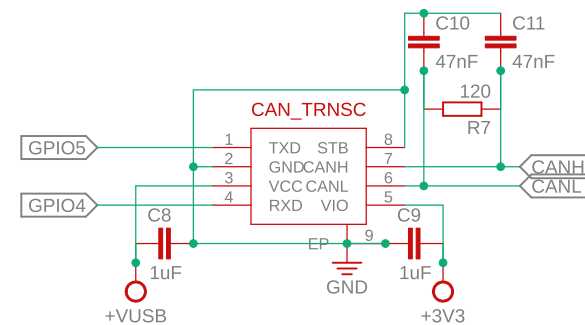 C10 C11
47nF 47nF
120
R7
CAN_TRNSC
GPIO5 1 TXD STB 8
2 GND CANH 7 CANH
3 VCC CANL 6 CANL
GPIO4 4 RXD VIO 5
C8 EP 9 C9
1uF GND 1uF
+VUSB +3V3